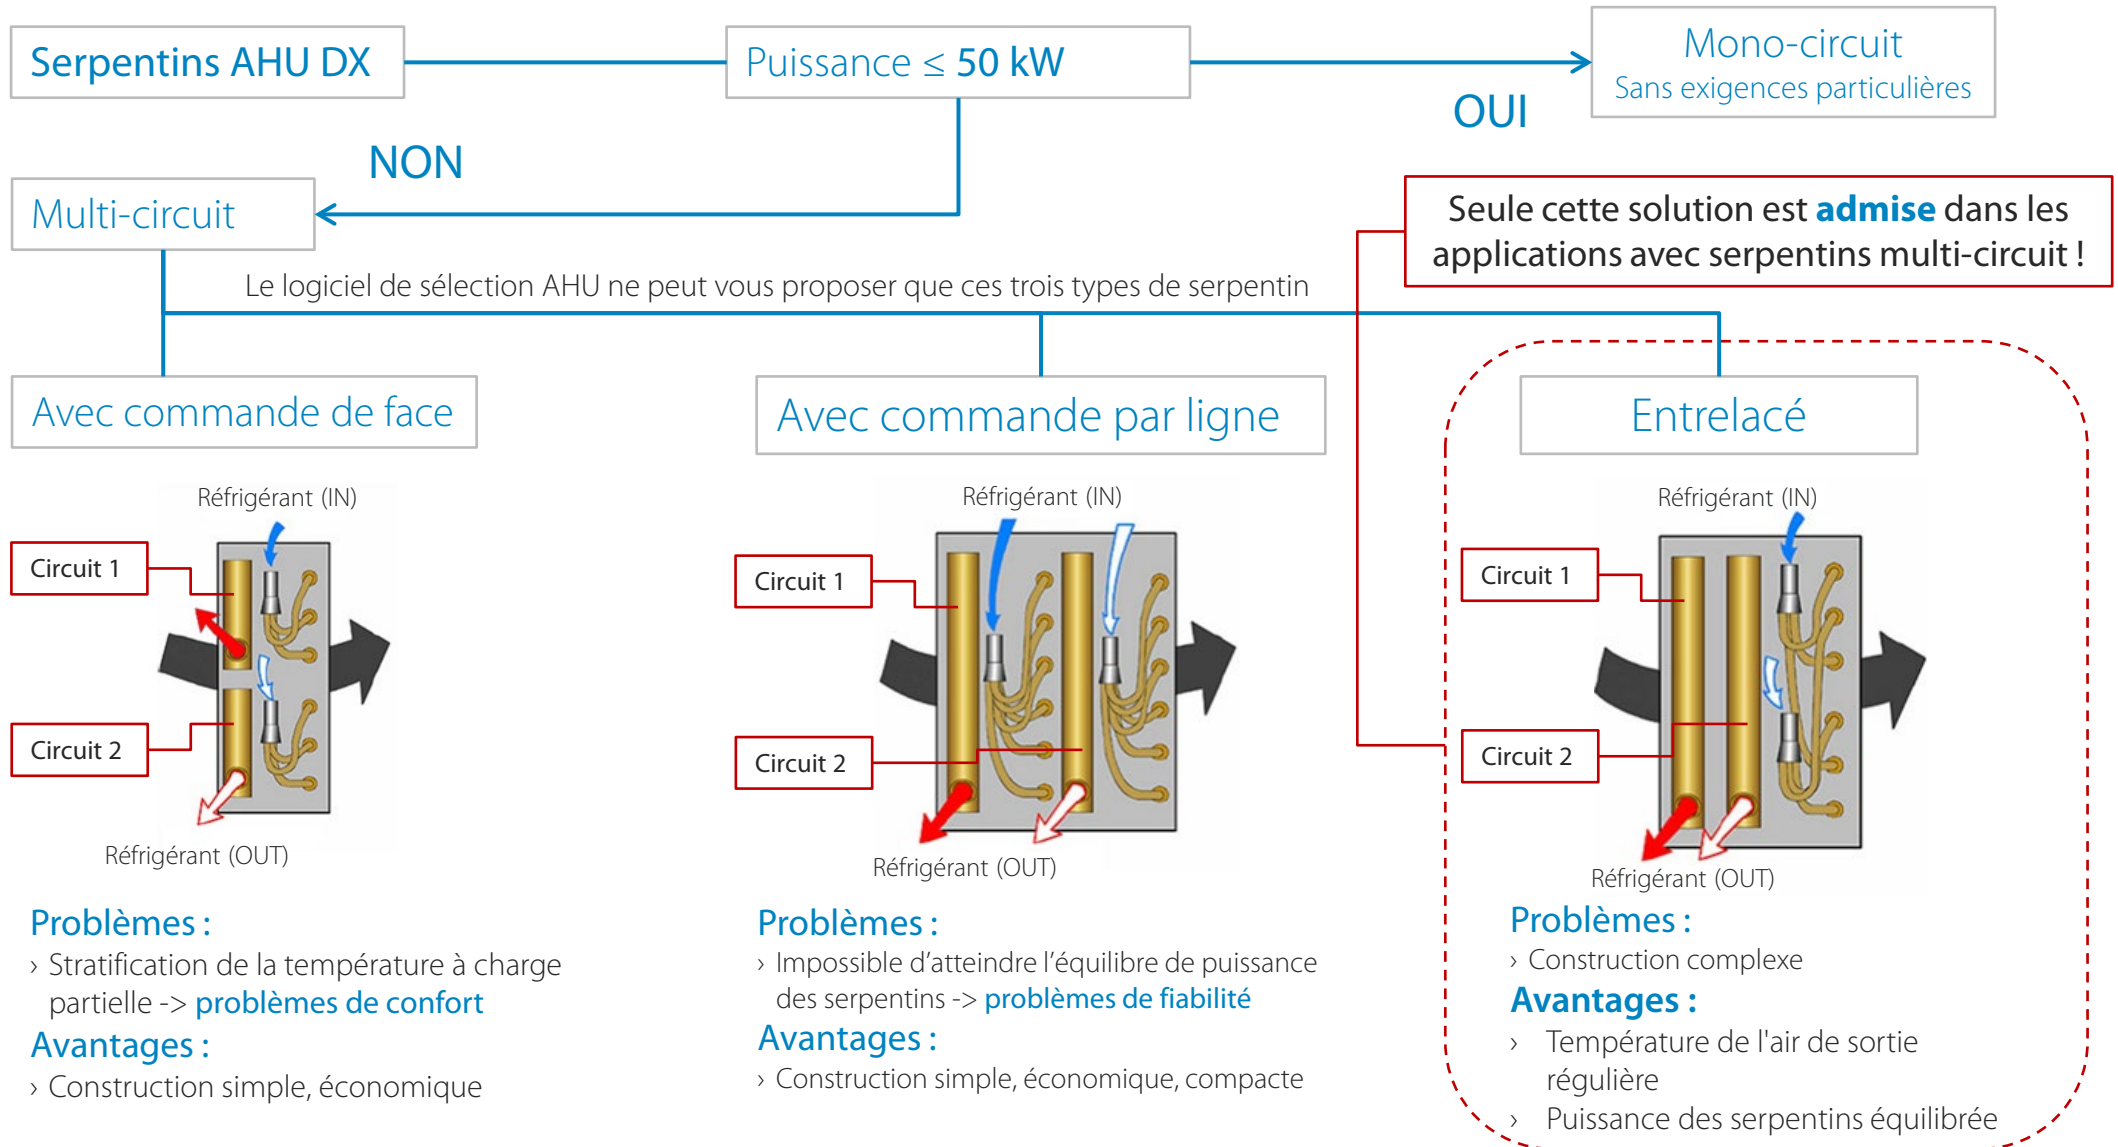 Serpentins AHU DX
Puissance ≤ 50 kW
Mono-circuit
Sans exigences particulières
OUI
NON
Multi-circuit
Seule cette solution est admise dans les
applications avec serpentins multi-circuit !
Le logiciel de sélection AHU ne peut vous proposer que ces trois types de serpentin
Avec commande de face
Réfrigérant (IN)
Circuit 1
Circuit 2
Réfrigérant (OUT)
Problèmes :
› Stratification de la température à charge
partielle -> problèmes de confort
Avantages :
› Construction simple, économique
Avec commande par ligne
Réfrigérant (IN)
Circuit 1
Circuit 2
Réfrigérant (OUT)
Problèmes :
› Impossible d’atteindre l’équilibre de puissance
des serpentins -> problèmes de fiabilité
Avantages :
› Construction simple, économique, compacte
Entrelacé
Réfrigérant (IN)
Circuit 1
Circuit 2
Réfrigérant (OUT)
Problèmes :
› Construction complexe
Avantages :
› Température de l'air de sortie
régulière
› Puissance des serpentins équilibrée